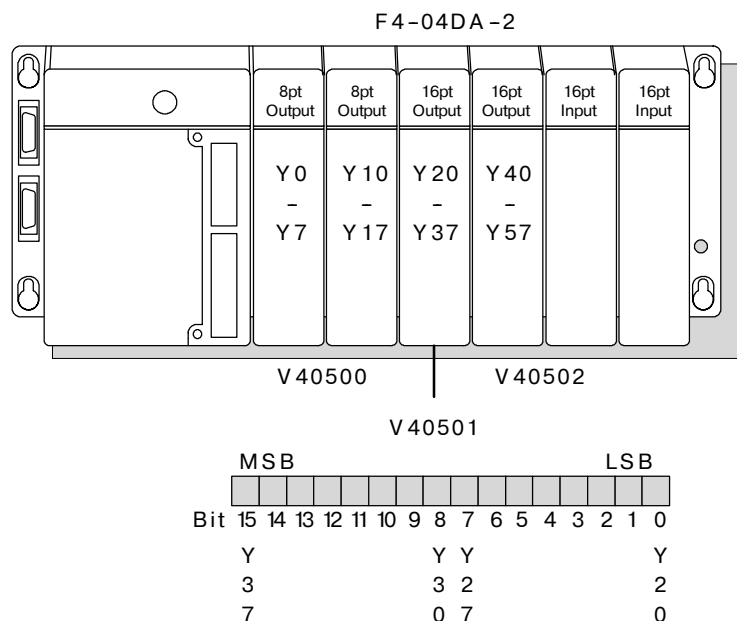 F4-04DA-2
8pt Output
8pt Output
16pt Output
16pt Output
16pt Input
16pt Input
Y0 - Y7
Y10 - Y17
Y20 - Y37
Y40 - Y57
V40500
V40502
V40501
MSB LSB
Bit 15 14 13 12 11 10 9 8 7 6 5 4 3 2 1 0
Y Y Y Y
3 3 2 2
7 0 7 0